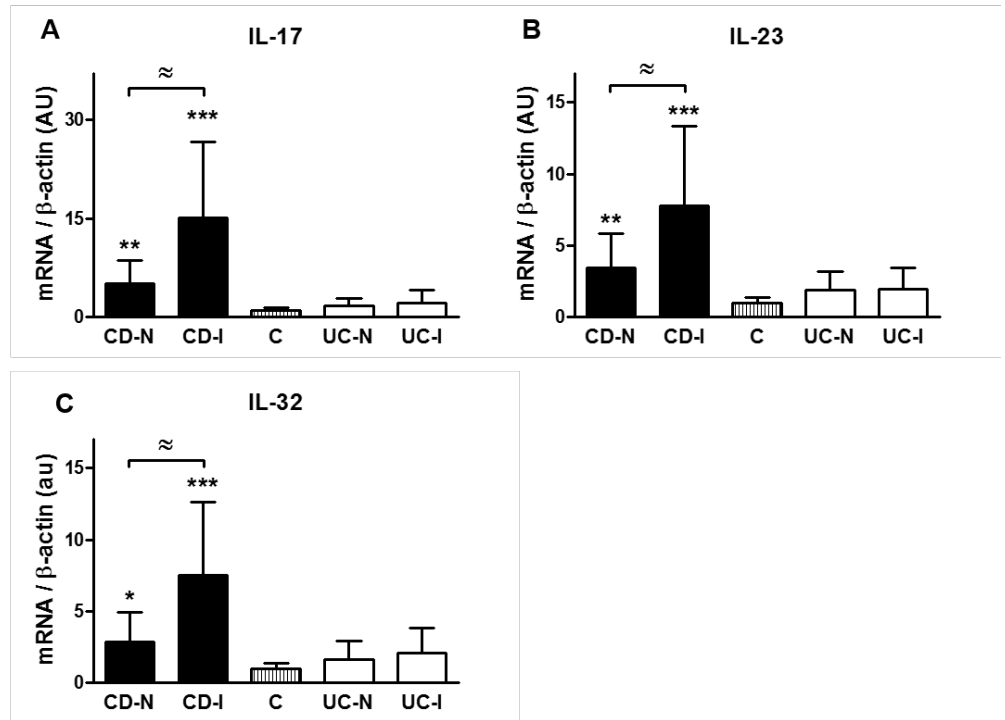 A
IL-17
≈
***
**
mRNA / β-actin (AU)
30
15
0
CD-N CD-I C UC-N UC-I
B
IL-23
≈
***
**
mRNA / β-actin (AU)
15
10
5
0
CD-N CD-I C UC-N UC-I
C
IL-32
≈
***
*
mRNA / β-actin (au)
15
10
5
0
CD-N CD-I C UC-N UC-I